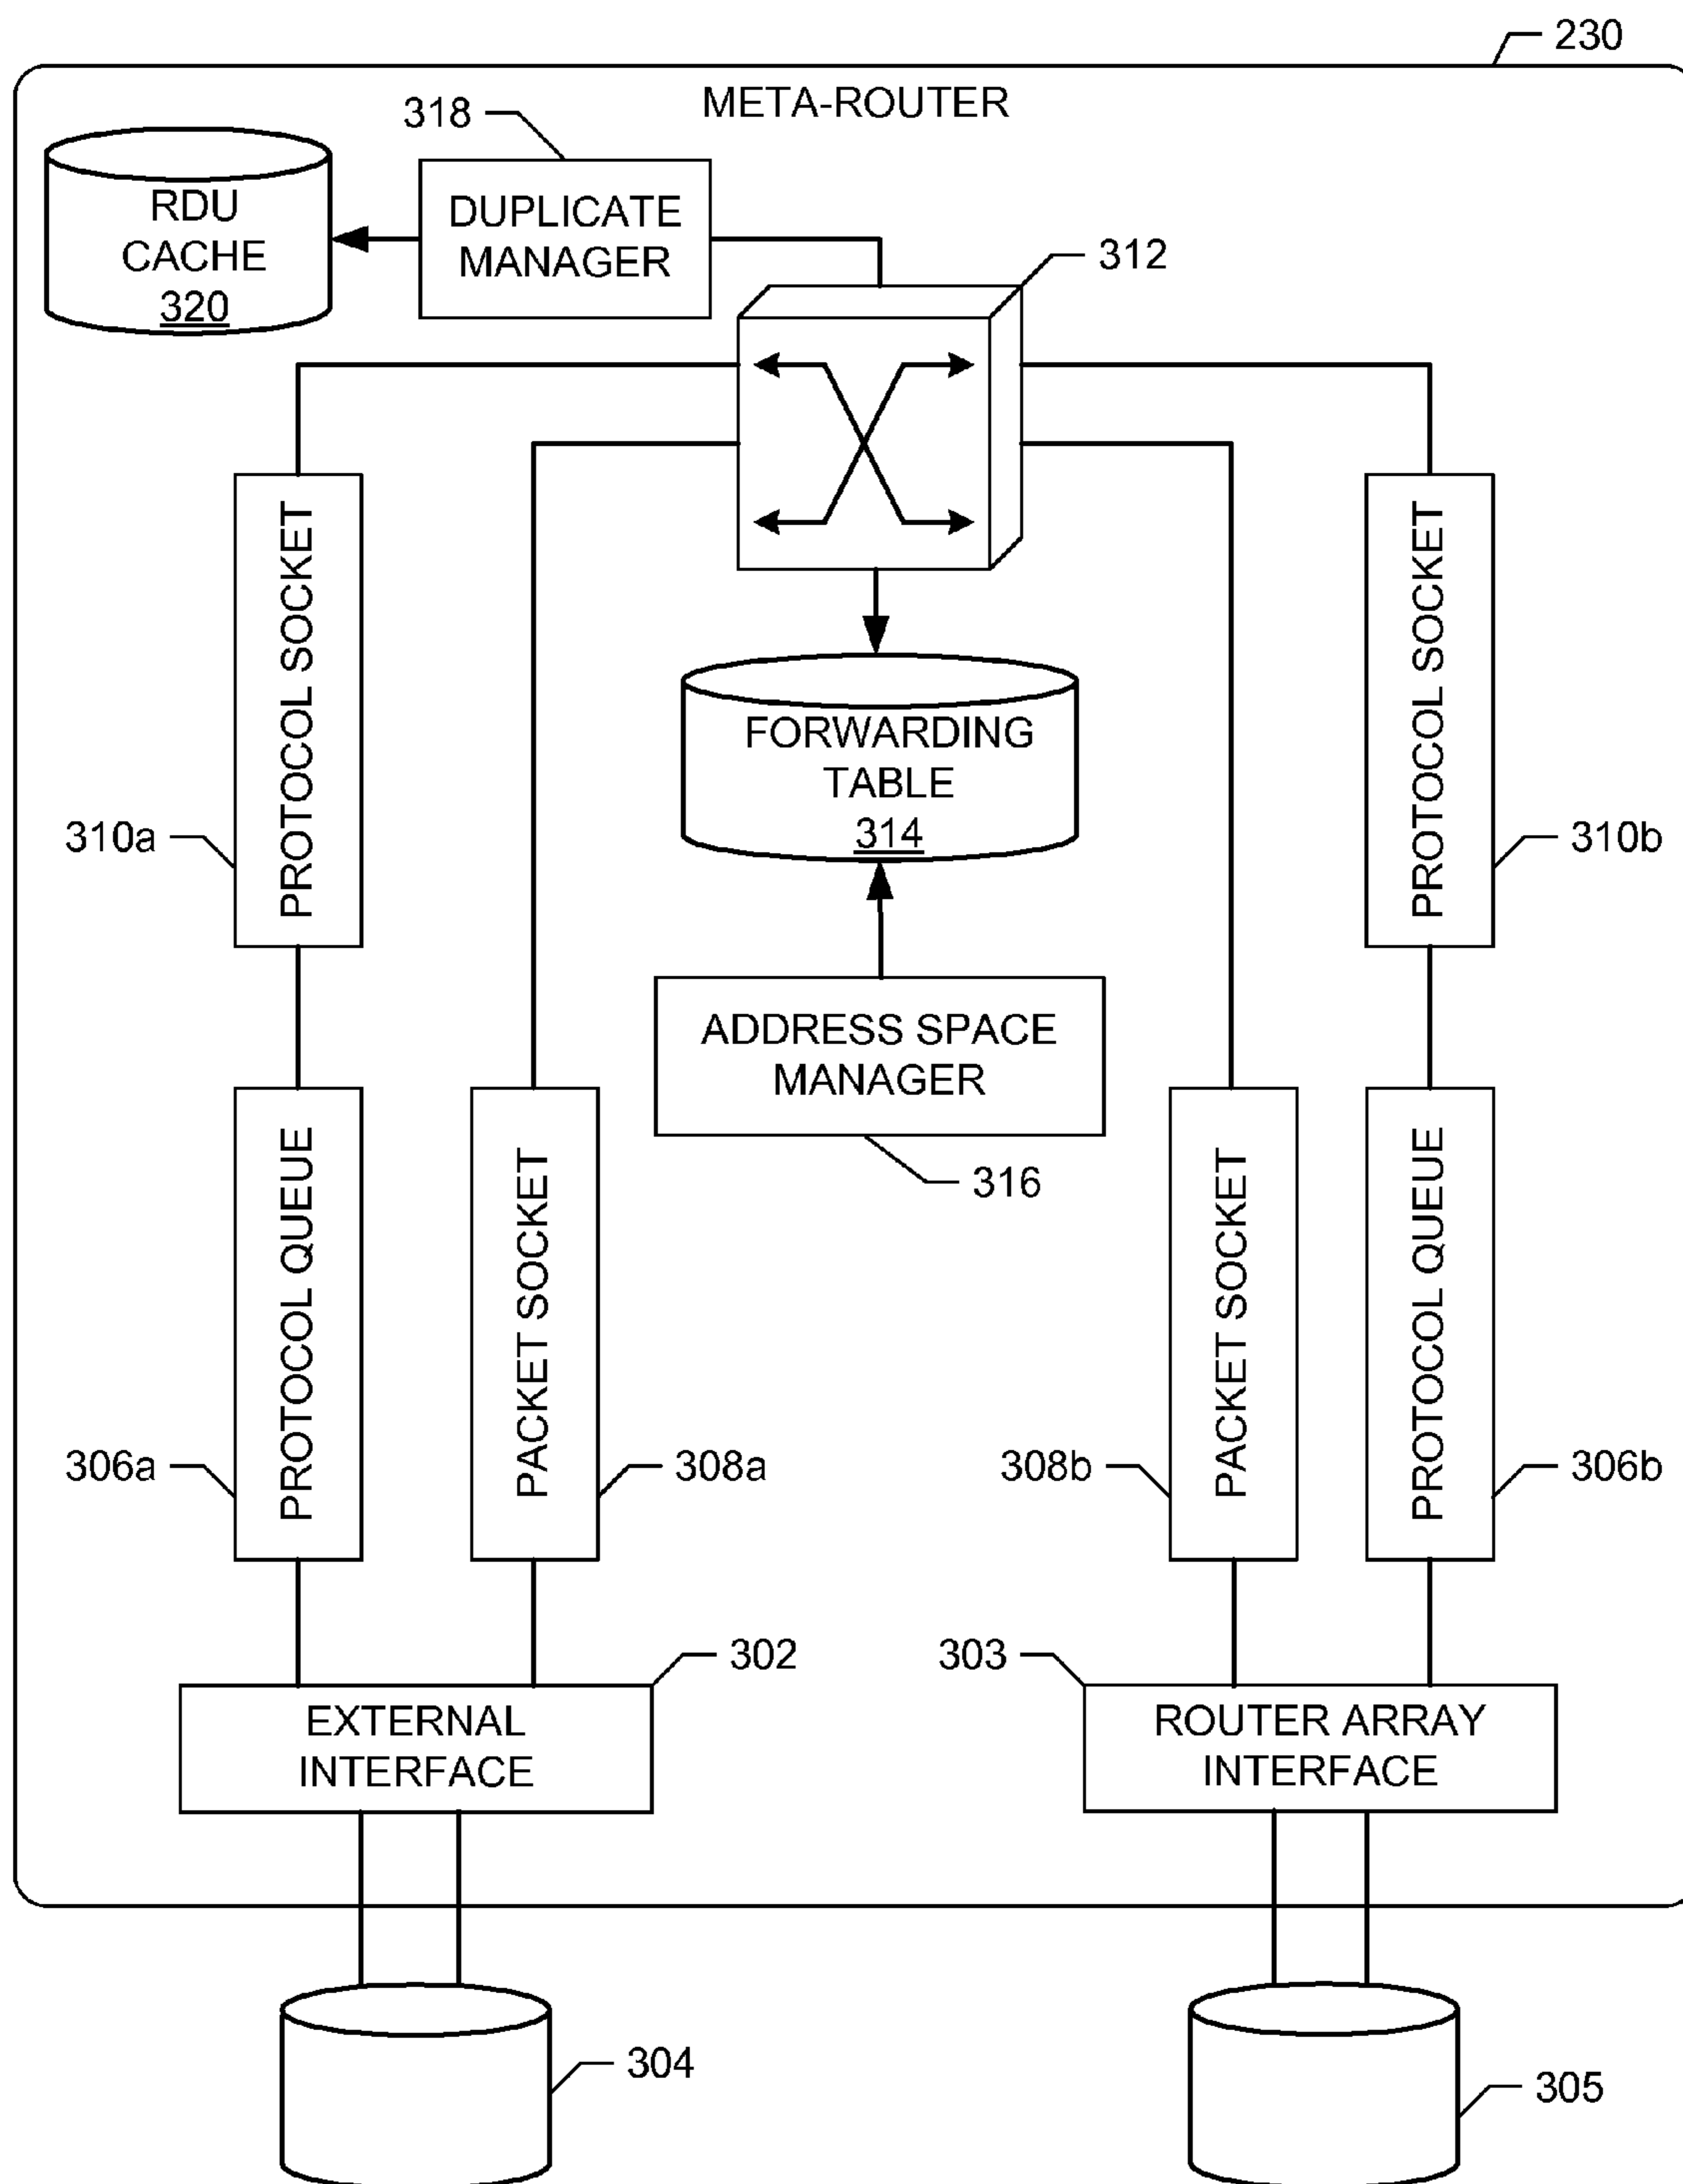 230
META-ROUTER
318
RDU
CACHE
320
DUPLICATE
MANAGER
312
PROTOCOL SOCKET
310a
FORWARDING
TABLE
314
PROTOCOL SOCKET
310b
ADDRESS SPACE
MANAGER
316
PROTOCOL QUEUE
306a
PACKET SOCKET
308a
PACKET SOCKET
308b
PROTOCOL QUEUE
306b
302
EXTERNAL
INTERFACE
303
ROUTER ARRAY
INTERFACE
304
305